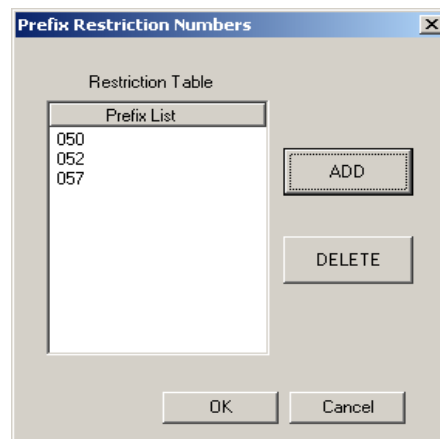 Prefix Restriction Numbers
Restriction Table
Prefix List
050
052
057
ADD
DELETE
OK
Cancel